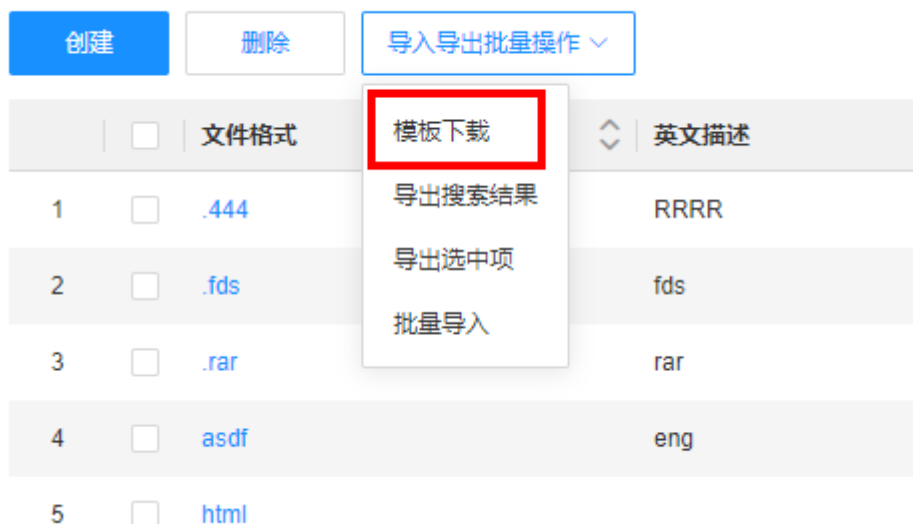 创建 删除 导入导出批量操作
文件格式 英文描述
模板下载
导出搜索结果
导出选中项
批量导入
1 .444 RRRR
2 .fds fds
3 .rar rar
4 asdf eng
5 html